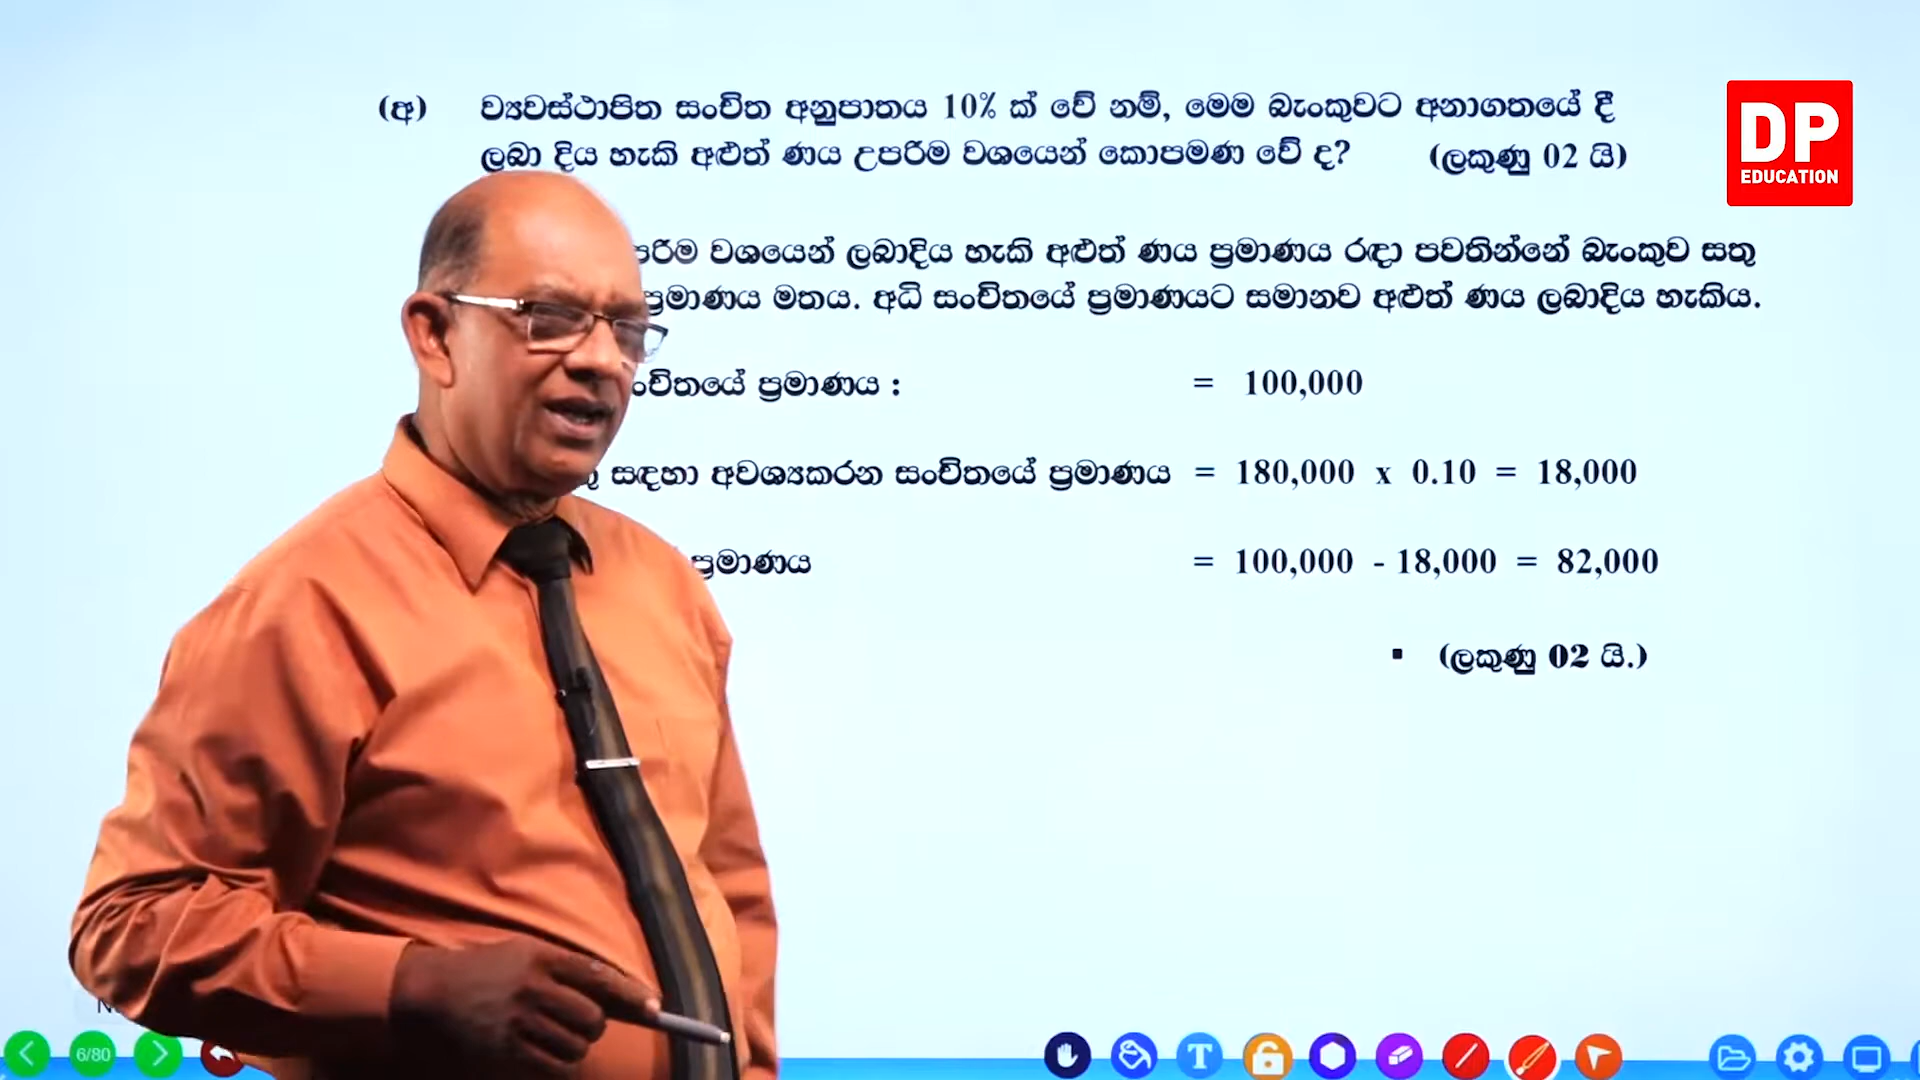 (අ) ව්‍යවස්ථාපිත සංචිත අනුපාතය 10% ක් වේ නම්, මෙම බැංකුවට අනාගතයේ දී
ලබා දිය හැකි අළුත් ණය උපරිම වශයෙන් කොපමණ වේ ද? (ලකුණු 02 යි)
DP
EDUCATION
වශයෙන් ලබාදිය හැකි අළුත් ණය ප්‍රමාණය රඳා පවතින්නේ බැංකුව සතු
ප්‍රමාණය මතය. අධි සංචිතයේ ප්‍රමාණයට සමානව අළුත් ණය ලබාදිය හැකිය.
ප්‍රමාණය : = 100,000
සඳහා අවශ්‍යකරන සංචිතයේ ප්‍රමාණය = 180,000 x 0.10 = 18,000
ප්‍රමාණය = 100,000 - 18,000 = 82,000
▪ (ලකුණු 02 යි.)
6/80
T